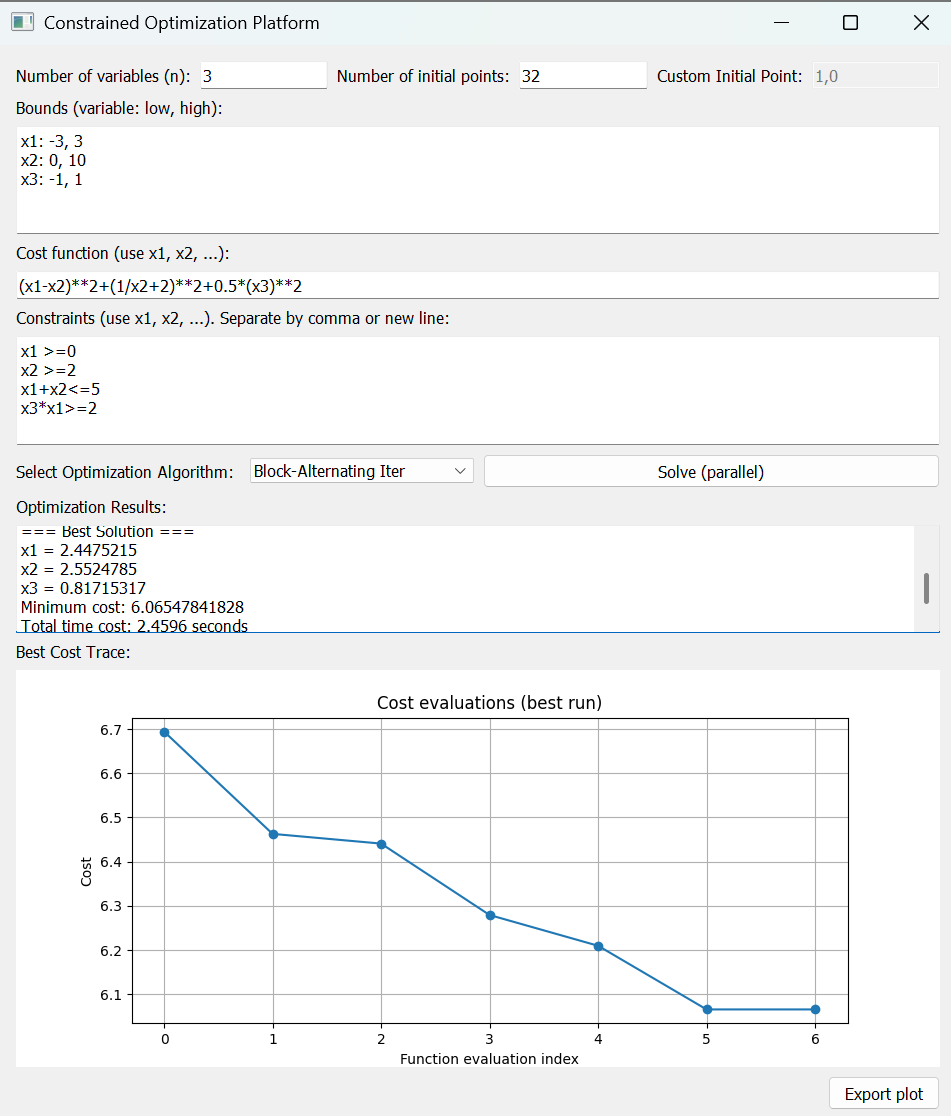 Constrained Optimization Platform
Number of variables (n): 3 Number of initial points: 32 Custom Initial Point: 1,0
Bounds (variable: low, high):
x1: -3, 3
x2: 0, 10
x3: -1, 1
Cost function (use x1, x2, ...):
(x1-x2)**2+(1/x2+2)**2+0.5*(x3)**2
Constraints (use x1, x2, ...). Separate by comma or new line:
x1 >=0
x2 >=2
x1+x2<=5
x3*x1>=2
Select Optimization Algorithm: Block-Alternating Iter Solve (parallel)
Optimization Results:
=== Best Solution ===
x1 = 2.4475215
x2 = 2.5524785
x3 = 0.81715317
Minimum cost: 6.06547841828
Total time cost: 2.4596 seconds
Best Cost Trace:
Cost evaluations (best run)
6.7
6.6
6.5
6.4
6.3
6.2
6.1
Cost
0 1 2 3 4 5 6
Function evaluation index
Export plot